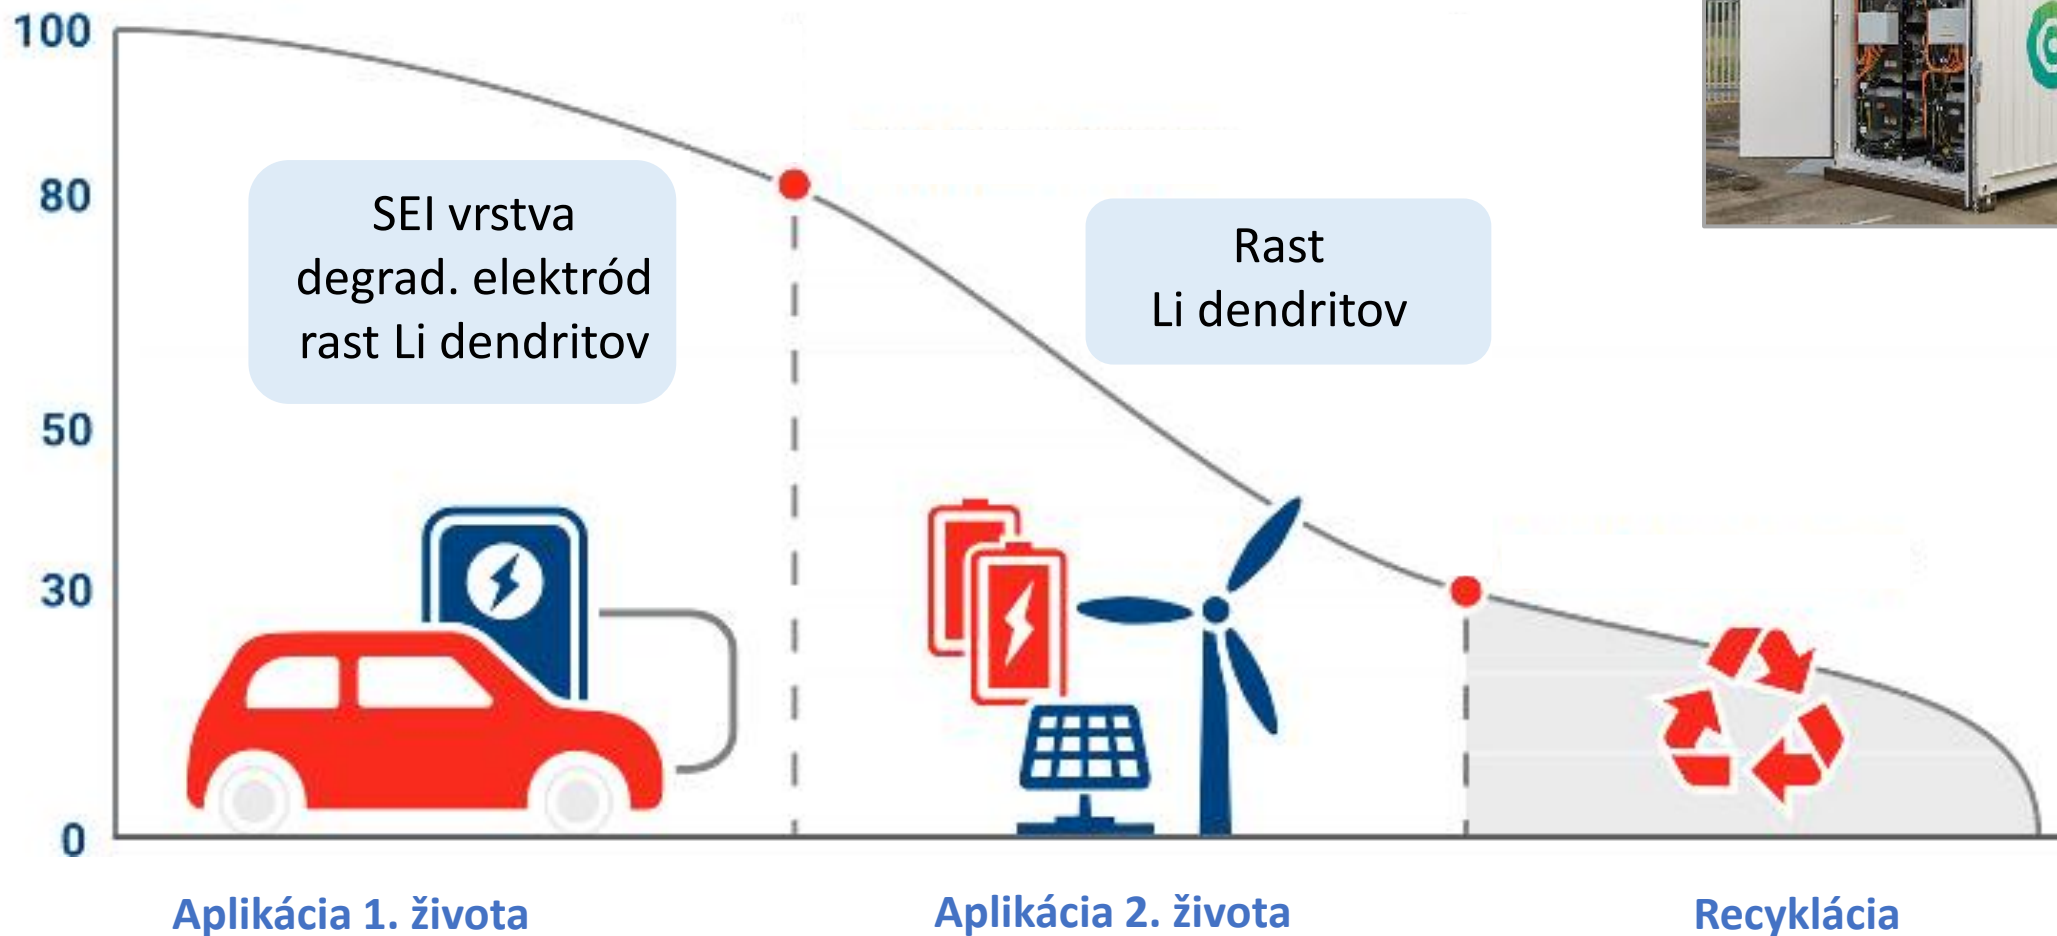 100
80
50
30
0
SEI vrstva
degrad. elektród
rast Li dendritov
Rast
Li dendritov
Aplikácia 1. života
Aplikácia 2. života
Recyklácia